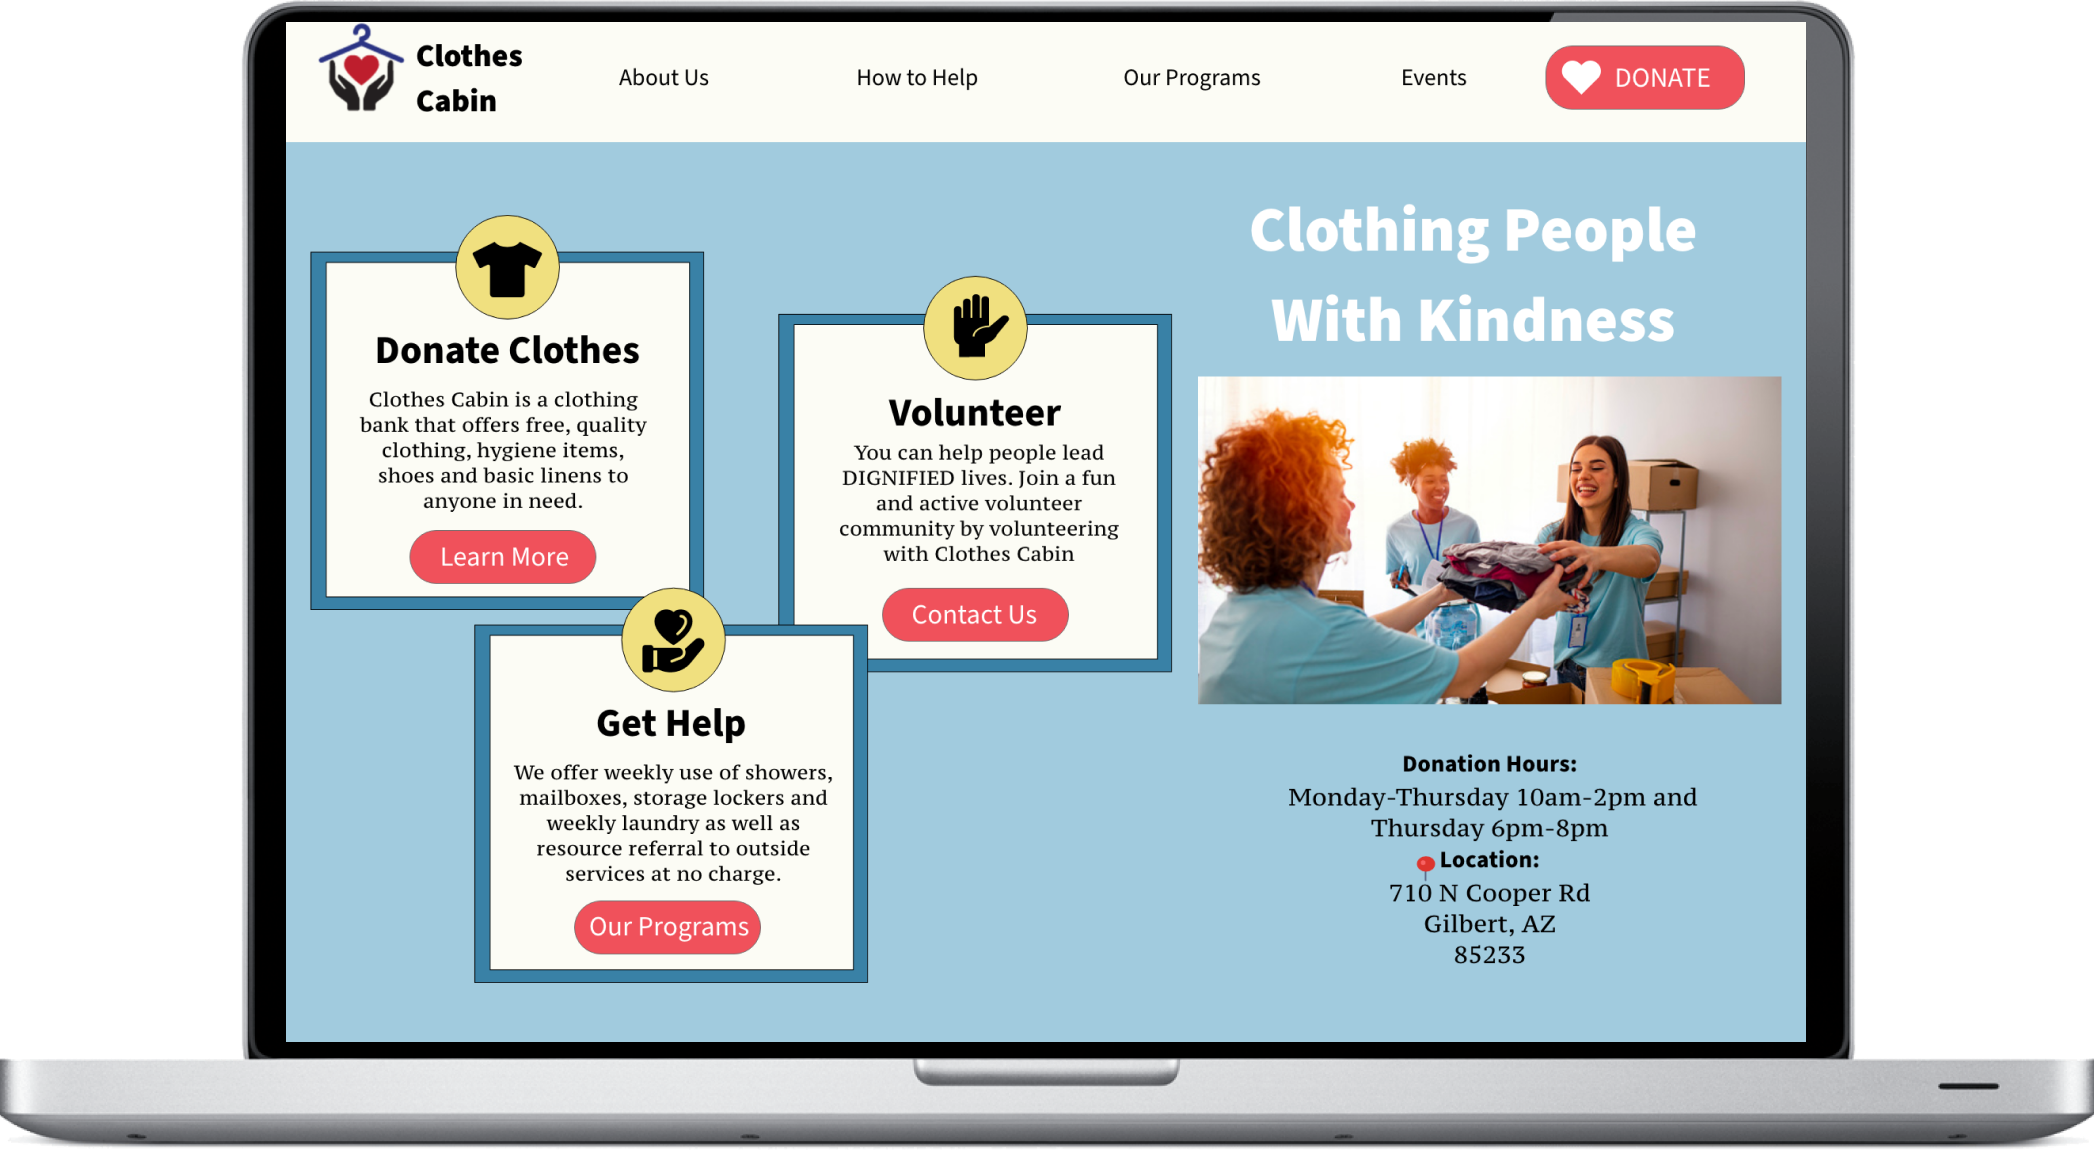 Clothes
Cabin
About Us
How to Help
Our Programs
Events
DONATE
Donate Clothes
Clothes Cabin is a clothing
bank that offers free, quality
clothing, hygiene items,
shoes and basic linens to
anyone in need.
Learn More
Volunteer
You can help people lead
DIGNIFIED lives. Join a fun
and active volunteer
community by volunteering
with Clothes Cabin
Contact Us
Get Help
We offer weekly use of showers,
mailboxes, storage lockers and
weekly laundry as well as
resource referral to outside
services at no charge.
Our Programs
Clothing People
With Kindness
Donation Hours:
Monday-Thursday 10am-2pm and
Thursday 6pm-8pm
Location:
710 N Cooper Rd
Gilbert, AZ
85233